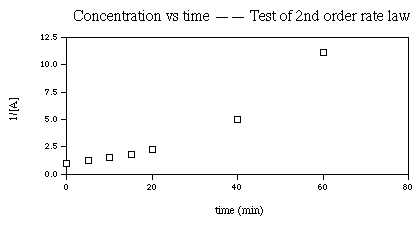 Concentration vs time — — Test of 2nd order rate law
12.5
10.0
7.5
5.0
2.5
0.0
1/[A]
0 20 40 60 80
time (min)